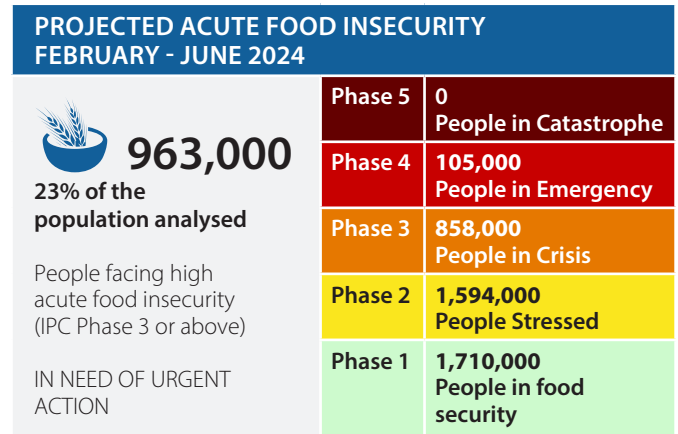 PROJECTED ACUTE FOOD INSECURITY
FEBRUARY - JUNE 2024
963,000
23% of the
population analysed
People facing high
acute food insecurity
(IPC Phase 3 or above)
IN NEED OF URGENT
ACTION
Phase 5
0
People in Catastrophe
Phase 4
105,000
People in Emergency
Phase 3
858,000
People in Crisis
Phase 2
1,594,000
People Stressed
Phase 1
1,710,000
People in food
security